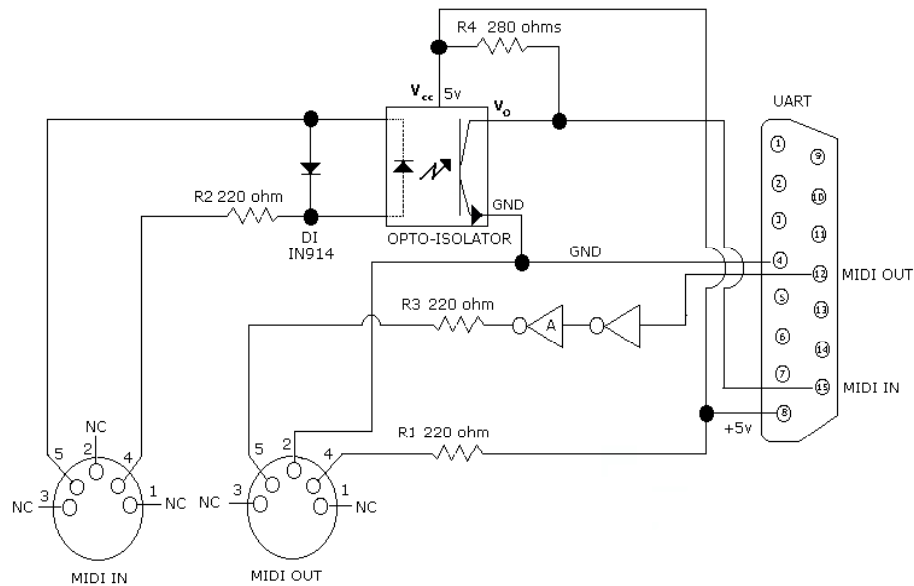 R4 280 ohms
Vcc 5v
Vo
UART
1
9
R2 220 ohm
2
10
GND
3
11
DI
IN914
OPTO-ISOLATOR
GND
4
12 MIDI OUT
R3 220 ohm
5
13
A
6
14
7
15 MIDI IN
8
+5v
NC
R1 220 ohm
5 2 4
5 2 4
3 1
NC NC
3 1
NC NC
MIDI IN
MIDI OUT